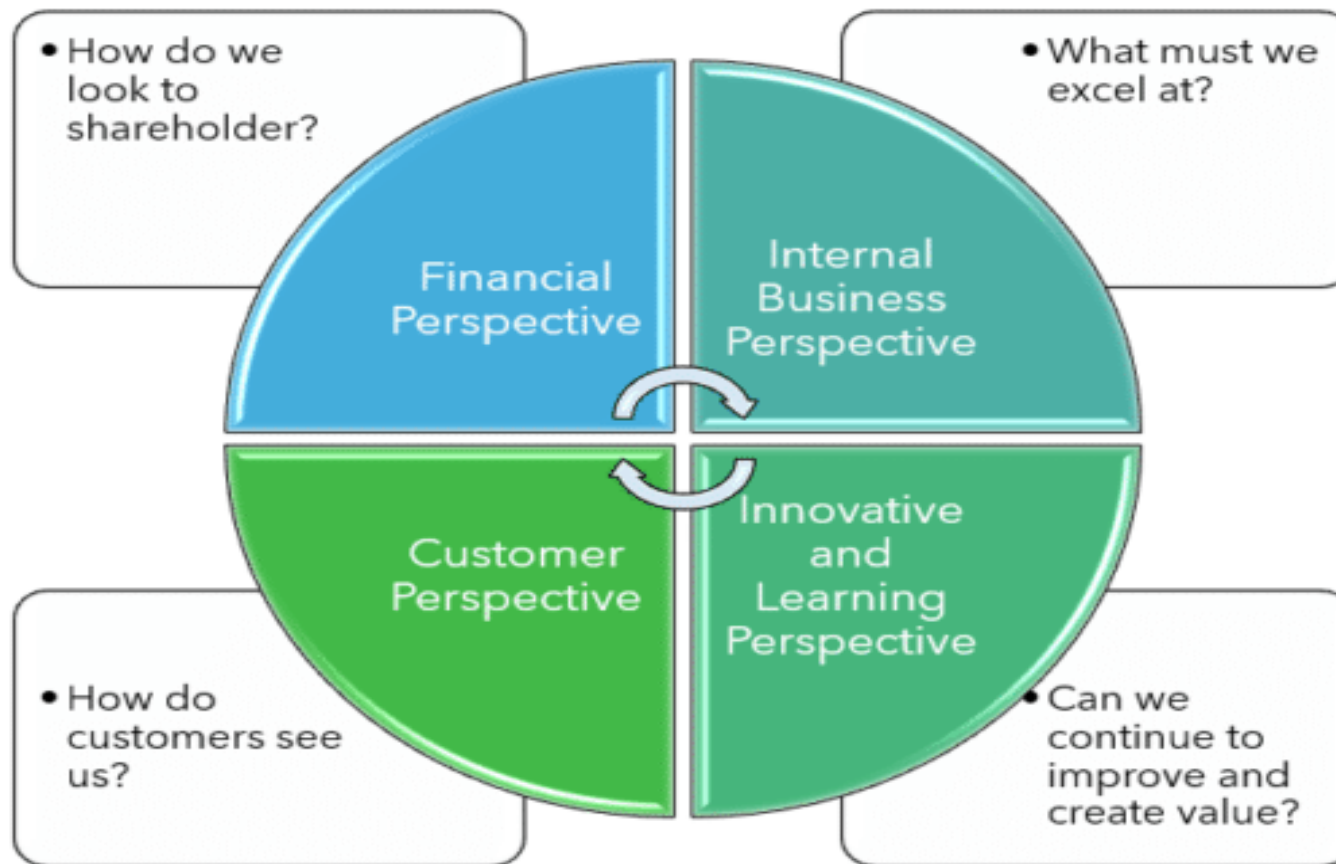 • How do we
look to
shareholder?
• What must we
excel at?
Financial
Perspective
Internal
Business
Perspective
Customer
Perspective
Innovative
and
Learning
Perspective
• How do
customers see
us?
• Can we
continue to
improve and
create value?